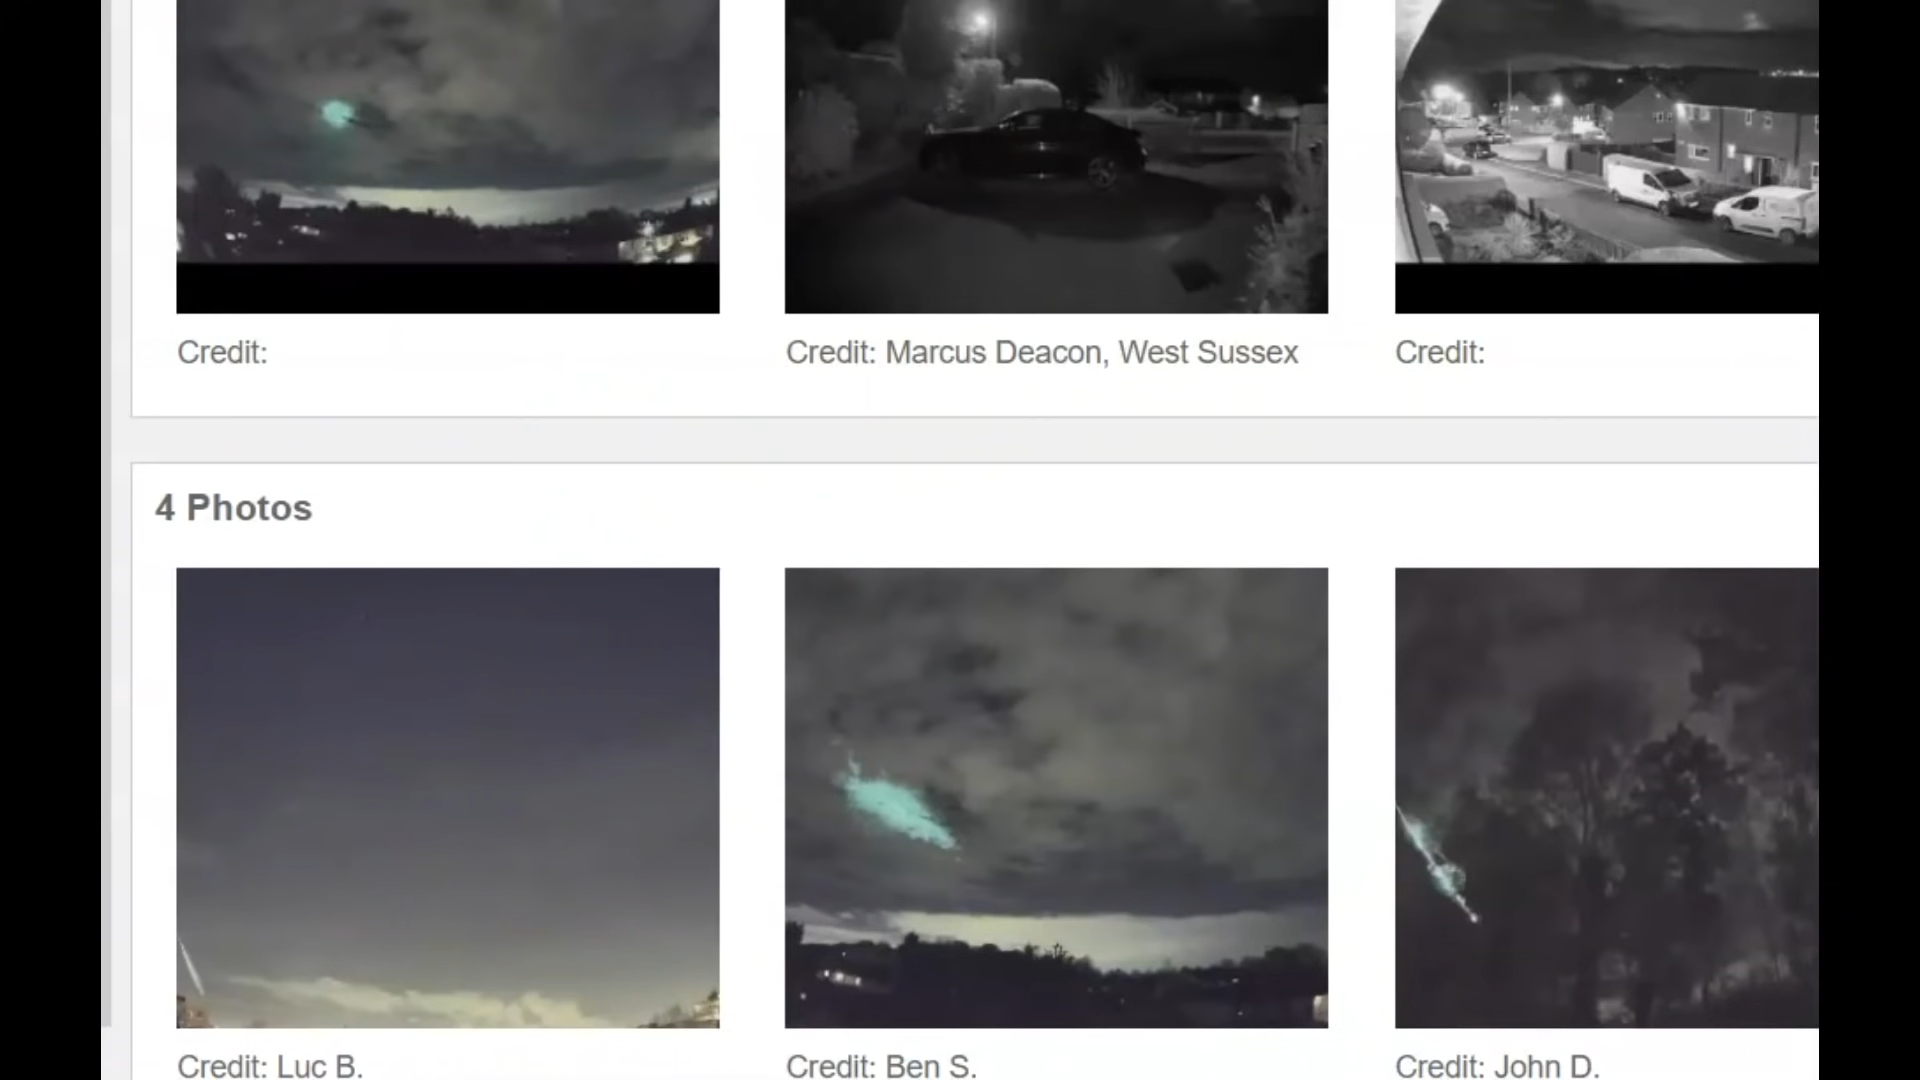 Credit:
Credit: Marcus Deacon, West Sussex
Credit:
4 Photos
Credit: Luc B.
Credit: Ben S.
Credit: John D.